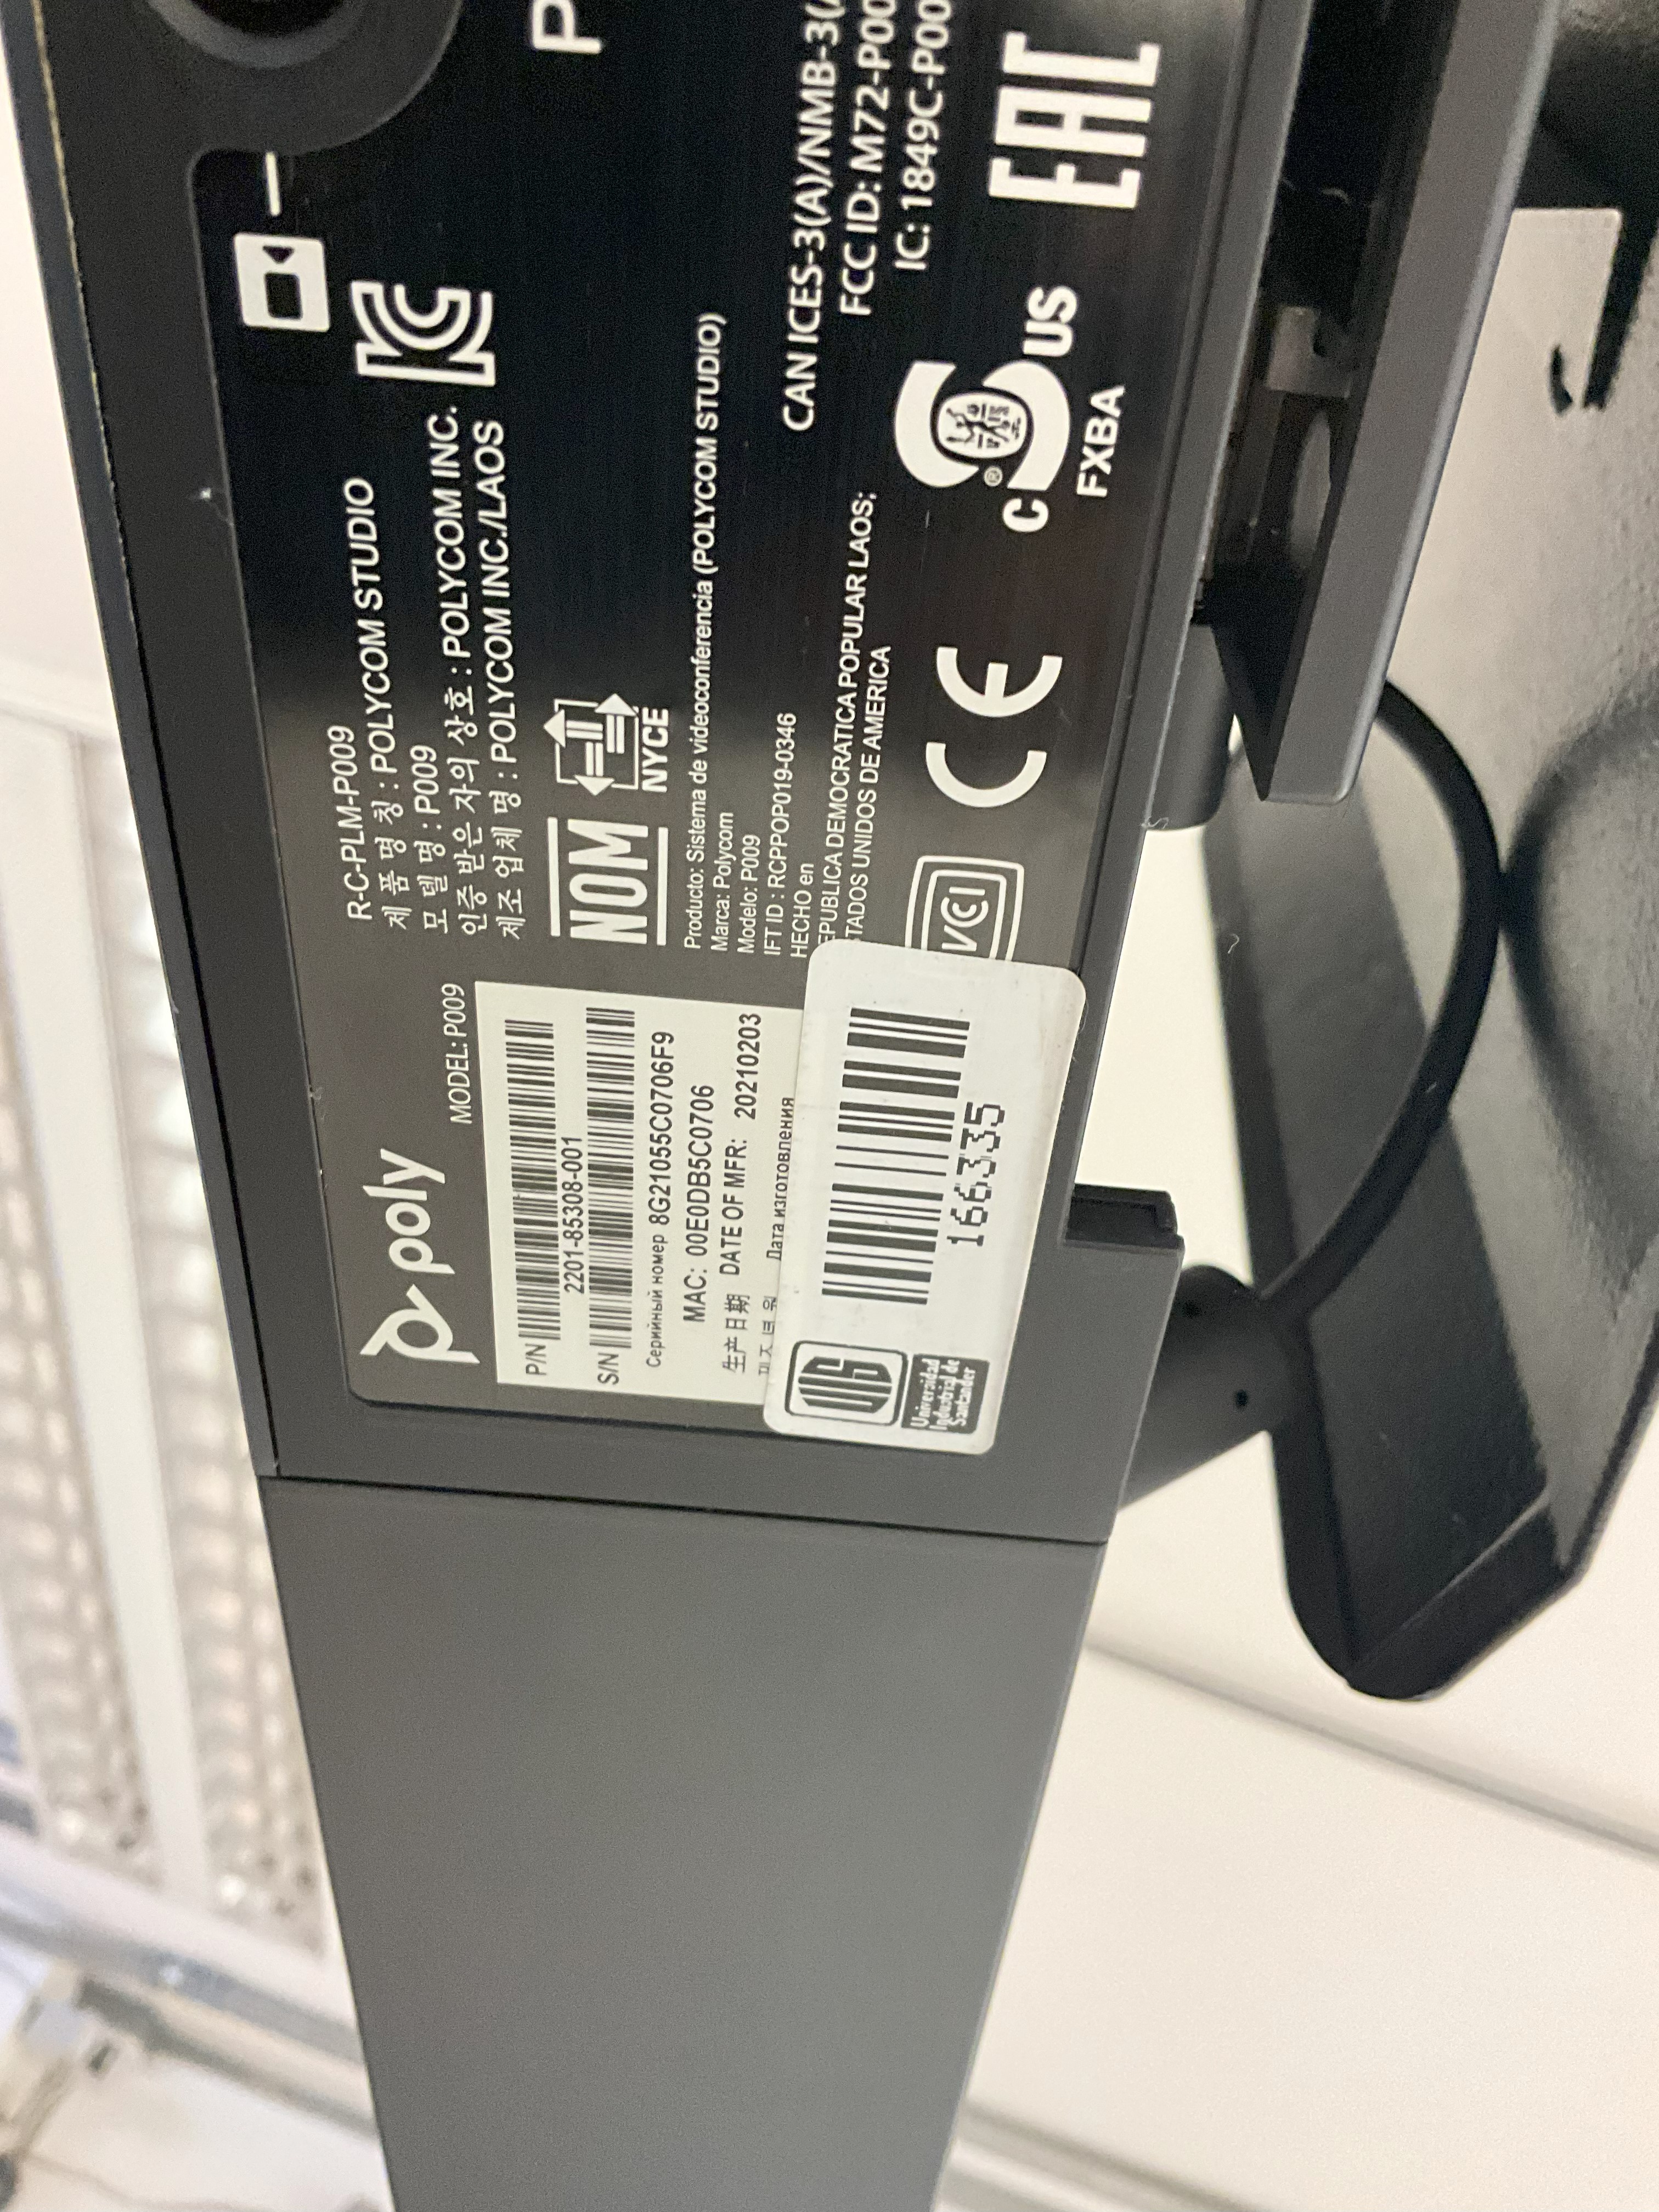 poly
MODEL: P009
P/N
2201-85308-001
S/N
Серийный номер 8G21055C0706F9
MAC: 00E0DB5C0706
生产日期 DATE OF MFR: 20210203
Дата изготовления
UIS
Universidad
Industrial de
Santander
166335
R-C-PLM-P009
제 품 명 칭 : POLYCOM STUDIO
모 델 명 : P009
인증 받은 자의 상호 : POLYCOM INC.
제조 업체 명 : POLYCOM INC./LAOS
NOM
NYCE
Producto: Sistema de videoconferencia (POLYCOM STUDIO)
Marca: Polycom
Modelo: P009
IFT ID : RCPPOP019-0346
HECHO en
EPUBLICA DEMOCRATICA POPULAR LAOS;
TADOS UNIDOS DE AMERICA
VCI
CE
CAN ICES-3(A)/NMB-3(
FCC ID: M72-P00
IC: 1849C-P00
C US
FXBA
EAC
P